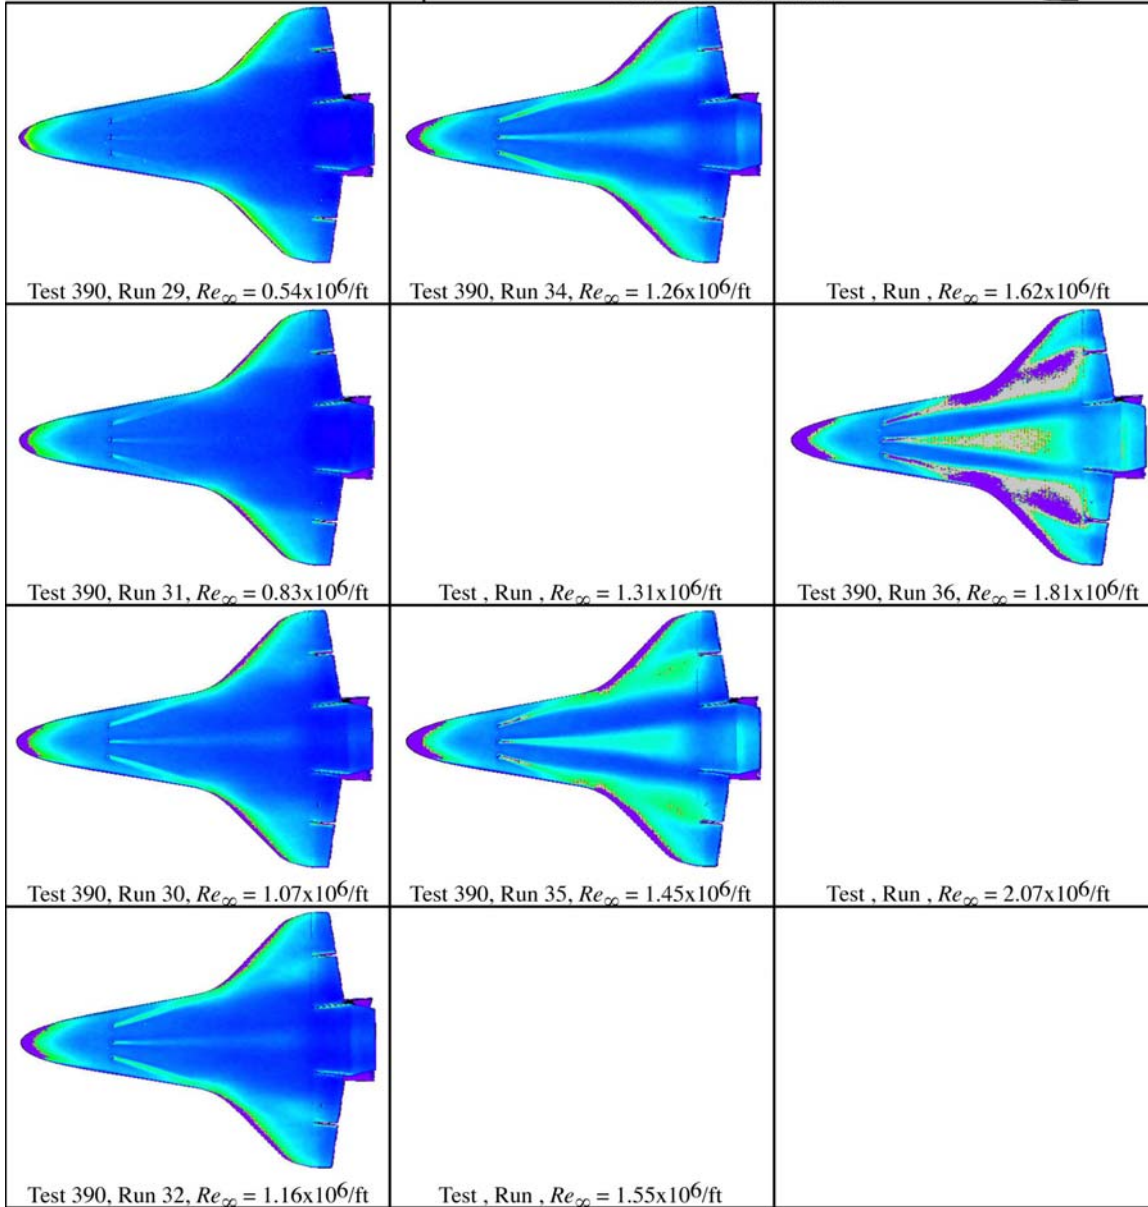 Test 390, Run 29, Re∞ = 0.54x10⁶/ft
Test 390, Run 34, Re∞ = 1.26x10⁶/ft
Test , Run , Re∞ = 1.62x10⁶/ft
Test 390, Run 31, Re∞ = 0.83x10⁶/ft
Test , Run , Re∞ = 1.31x10⁶/ft
Test 390, Run 36, Re∞ = 1.81x10⁶/ft
Test 390, Run 30, Re∞ = 1.07x10⁶/ft
Test 390, Run 35, Re∞ = 1.45x10⁶/ft
Test , Run , Re∞ = 2.07x10⁶/ft
Test 390, Run 32, Re∞ = 1.16x10⁶/ft
Test , Run , Re∞ = 1.55x10⁶/ft